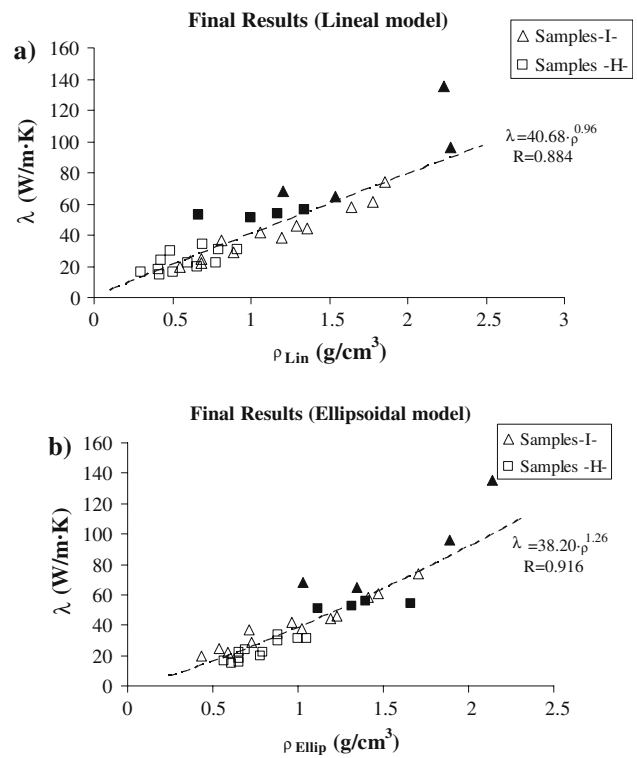 Final Results (Lineal model)
a)
△ Samples-I-
□ Samples -H-
λ (W/m·K)
160
140
120
100
80
60
40
20
0
λ=40.68·ρ^0.96
R=0.884
0 0.5 1 1.5 2 2.5 3
ρ Lin (g/cm³)
Final Results (Ellipsoidal model)
b)
△ Samples-I-
□ Samples -H-
λ (W/m·K)
160
140
120
100
80
60
40
20
0
λ =38.20·ρ^1.26
R=0.916
0 0.5 1 1.5 2 2.5
ρ Ellip (g/cm³)